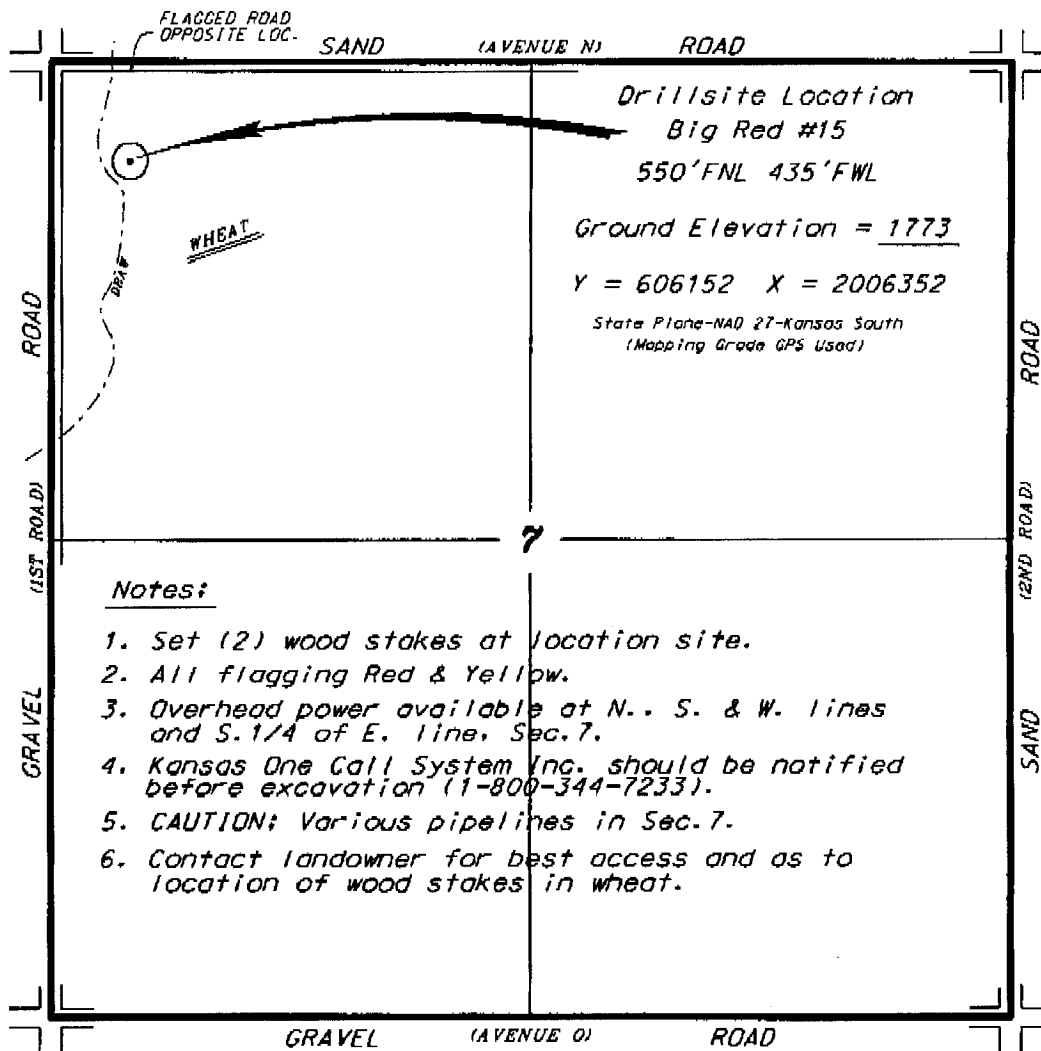 FLAGGED ROAD
OPPOSITE LOC.
SAND (AVENUE N) ROAD
Drillsite Location
Big Red #15
550'FNL 435'FWL
WHEAT
Ground Elevation = 1773
DRAW
Y = 606152 X = 2006352
State Plane-NAD 27-Kansas South
(Mapping Grade GPS Used)
ROAD
ROAD
(1ST ROAD)
(2ND ROAD)
7
GRAVEL
SAND
Notes:
1. Set (2) wood stakes at location site.
2. All flagging Red & Yellow.
3. Overhead power available at N., S. & W. lines
and S.1/4 of E. line, Sec.7.
4. Kansas One Call System Inc. should be notified
before excavation (1-800-344-7233).
5. CAUTION: Various pipelines in Sec.7.
6. Contact landowner for best access and as to
location of wood stakes in wheat.
GRAVEL (AVENUE O) ROAD